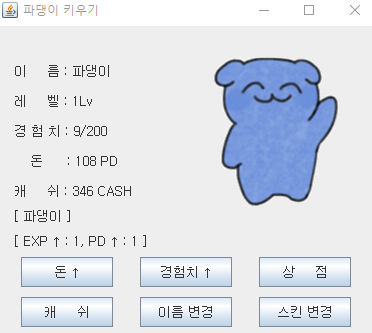 파댕이 키우기
이 름 : 파댕이
레 벨 : 1Lv
경 험 치 : 9/200
돈 : 108 PD
캐 쉬 : 346 CASH
[ 파댕이 ]
[ EXP ↑ : 1, PD ↑ : 1 ]
돈 ↑ 경험치 ↑ 상 점
캐 쉬 이름 변경 스킨 변경